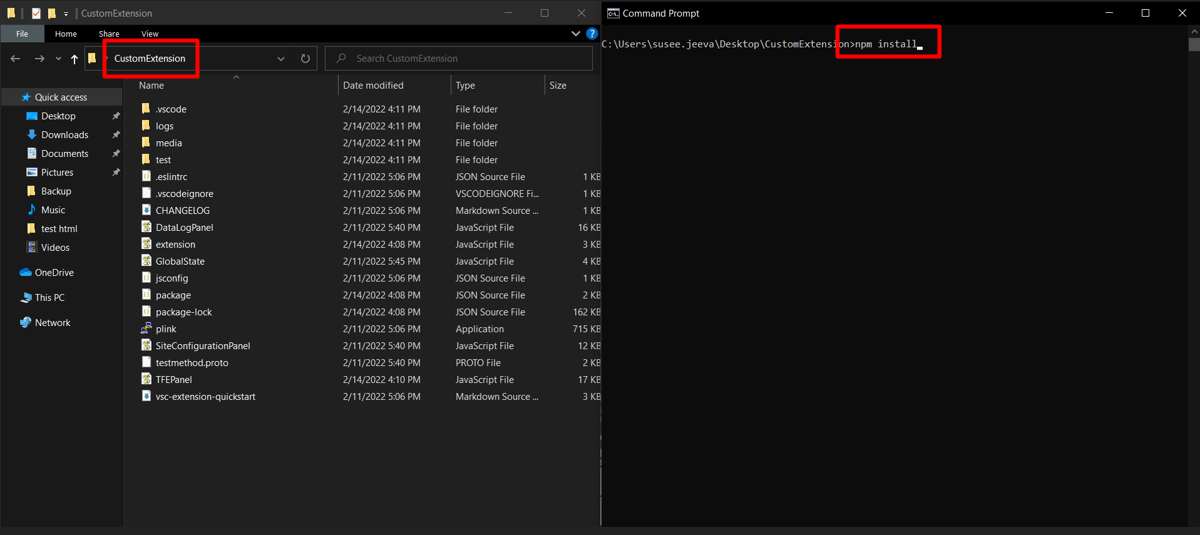 CustomExtension
File Home Share View
CustomExtension
Search CustomExtension
Name Date modified Type Size
Quick access
Desktop
Downloads
Documents
Pictures
Backup
Music
test html
Videos
OneDrive
This PC
Network
.vscode 2/14/2022 4:11 PM File folder
logs 2/14/2022 4:11 PM File folder
media 2/14/2022 4:11 PM File folder
test 2/14/2022 4:11 PM File folder
.eslintrc 2/11/2022 5:06 PM JSON Source File 1 KB
.vscodeignore 2/11/2022 5:06 PM VSCODEIGNORE Fi... 1 KB
CHANGELOG 2/11/2022 5:06 PM Markdown Source ... 1 KB
DataLogPanel 2/11/2022 5:40 PM JavaScript File 16 KB
extension 2/14/2022 4:08 PM JavaScript File 3 KB
GlobalState 2/11/2022 5:45 PM JavaScript File 4 KB
jsconfig 2/11/2022 5:06 PM JSON Source File 1 KB
package 2/14/2022 4:08 PM JSON Source File 2 KB
package-lock 2/14/2022 4:08 PM JSON Source File 162 KB
plink 2/11/2022 5:06 PM Application 715 KB
SiteConfigurationPanel 2/11/2022 5:40 PM JavaScript File 12 KB
testmethod.proto 2/11/2022 5:40 PM PROTO File 2 KB
TFEPanel 2/14/2022 4:10 PM JavaScript File 17 KB
vsc-extension-quickstart 2/11/2022 5:06 PM Markdown Source ... 3 KB
Command Prompt
C:\Users\susee.jeeva\Desktop\CustomExtension>npm install